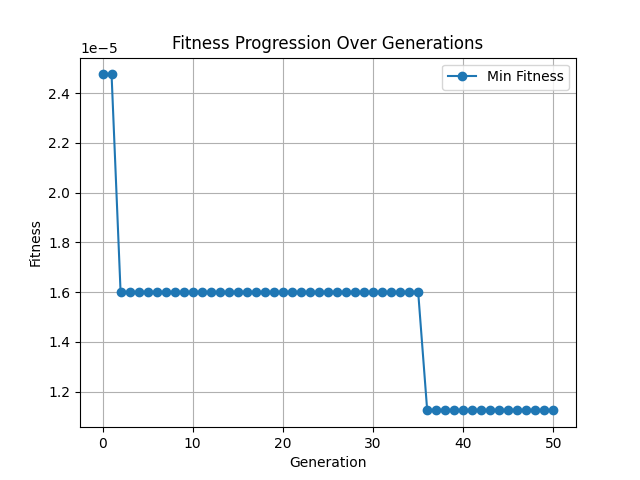 Fitness Progression Over Generations
1e−5
Min Fitness
2.4
2.2
2.0
1.8
1.6
1.4
1.2
Fitness
0 10 20 30 40 50
Generation